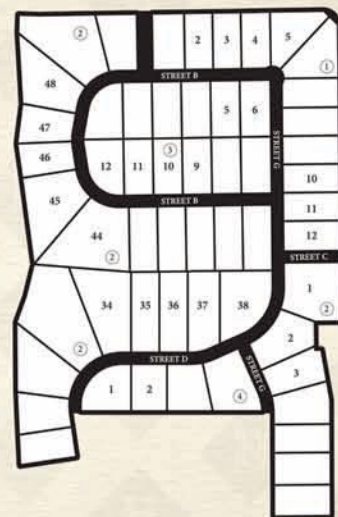 ②
2 3 4 5
48
①
STREET B
47
5 6
STREET G
46
③
12 11 10 9
10
45
11
STREET B
12
44
STREET C
②
1
34 35 36 37 38
②
2
②
STREET D
3
STREET G
1 2
④